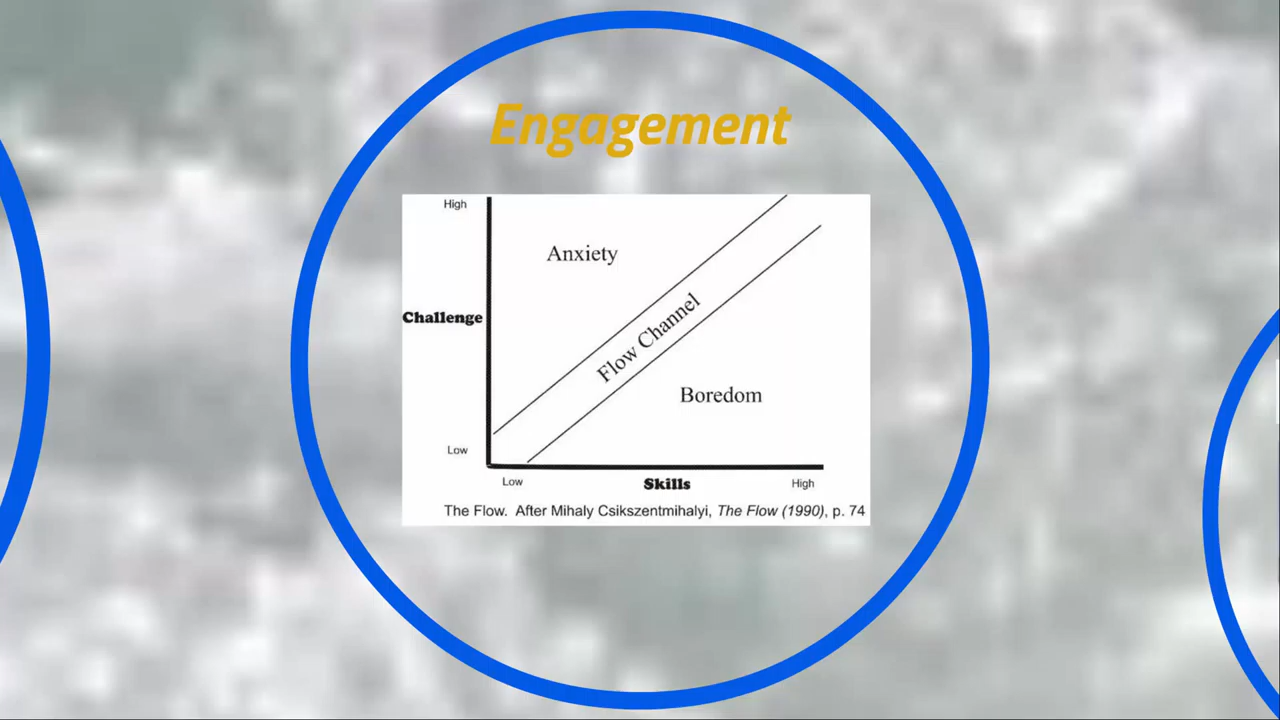 Engagement
High
Anxiety
Challenge
Flow Channel
Boredom
Low
Low
Skills
High
The Flow. After Mihaly Csikszentmihalyi, The Flow (1990), p. 74